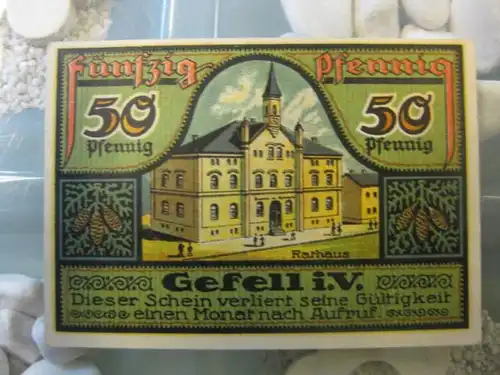 Fünfzig Pfennig
50 Pfennig
50 Pfennig
Rathaus
Gefell i.V.
Dieser Schein verliert seine Gültigkeit
einen Monat nach Aufruf.